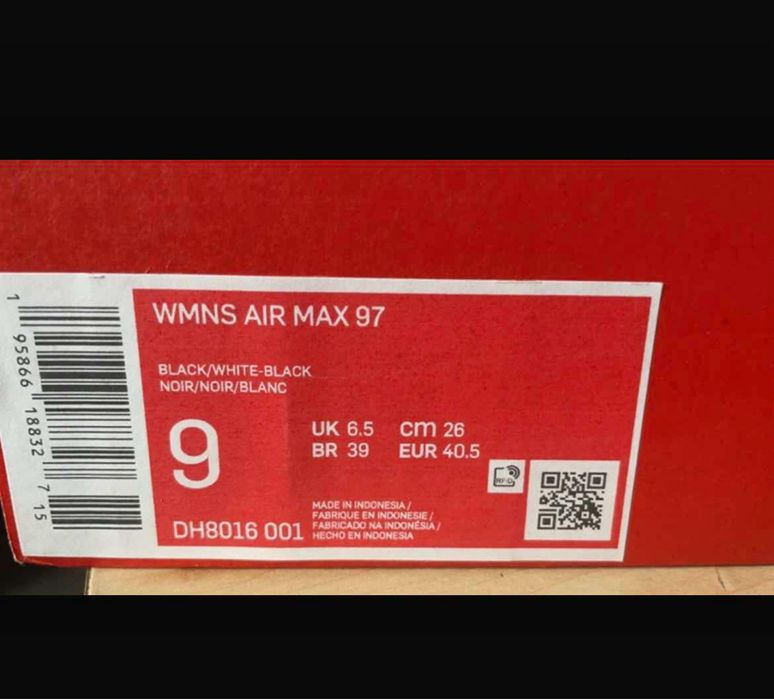 WMNS AIR MAX 97
BLACK/WHITE-BLACK
NOIR/NOIR/BLANC
9
UK 6.5 cm 26
BR 39 EUR 40.5
RFID
MADE IN INDONESIA /
FABRIQUE EN INDONESIE /
FABRICADO NA INDONÉSIA /
HECHO EN INDONESIA
DH8016 001
1 95866 18832 7 15